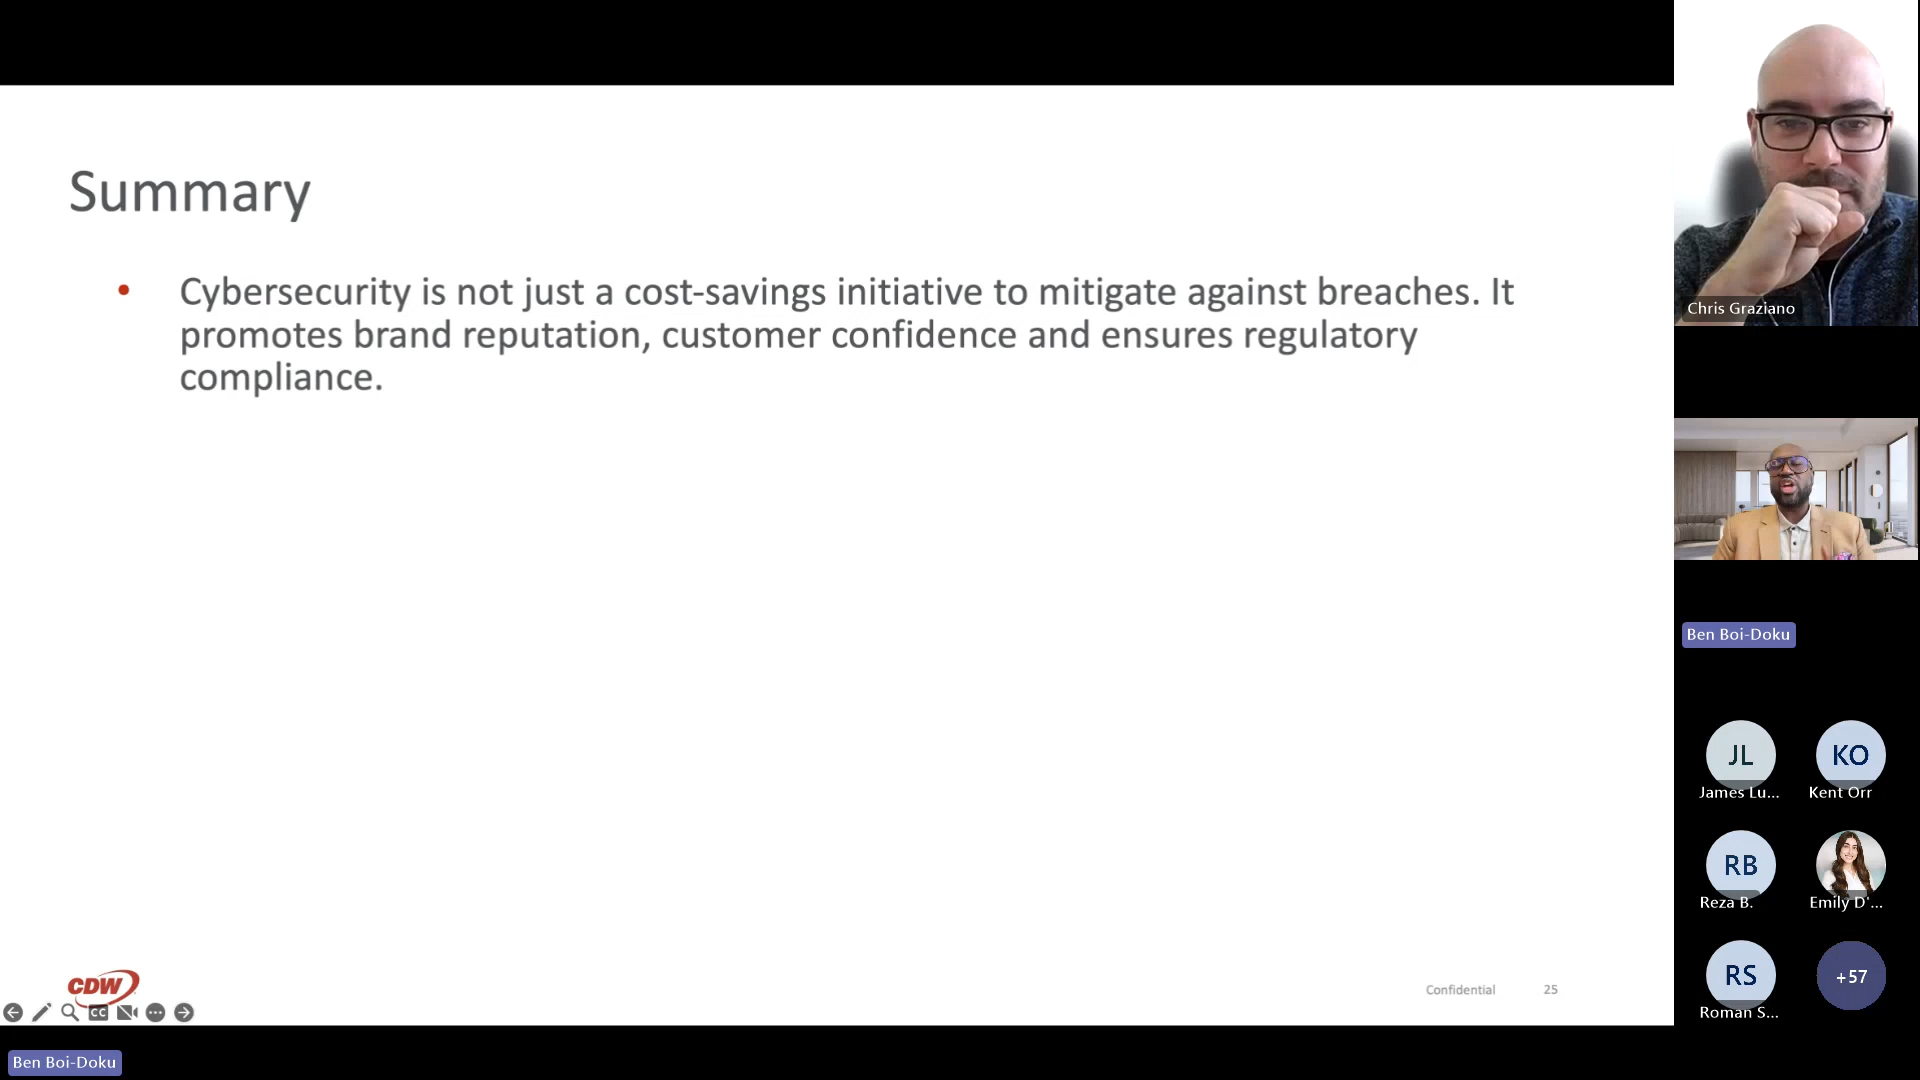 Summary
• Cybersecurity is not just a cost-savings initiative to mitigate against breaches. It
promotes brand reputation, customer confidence and ensures regulatory
compliance.
CDW
Confidential 25
CC
Ben Boi-Doku
Chris Graziano
Ben Boi-Doku
JL KO
James Lu... Kent Orr
RB
Reza B. Emily D'...
RS +57
Roman S...